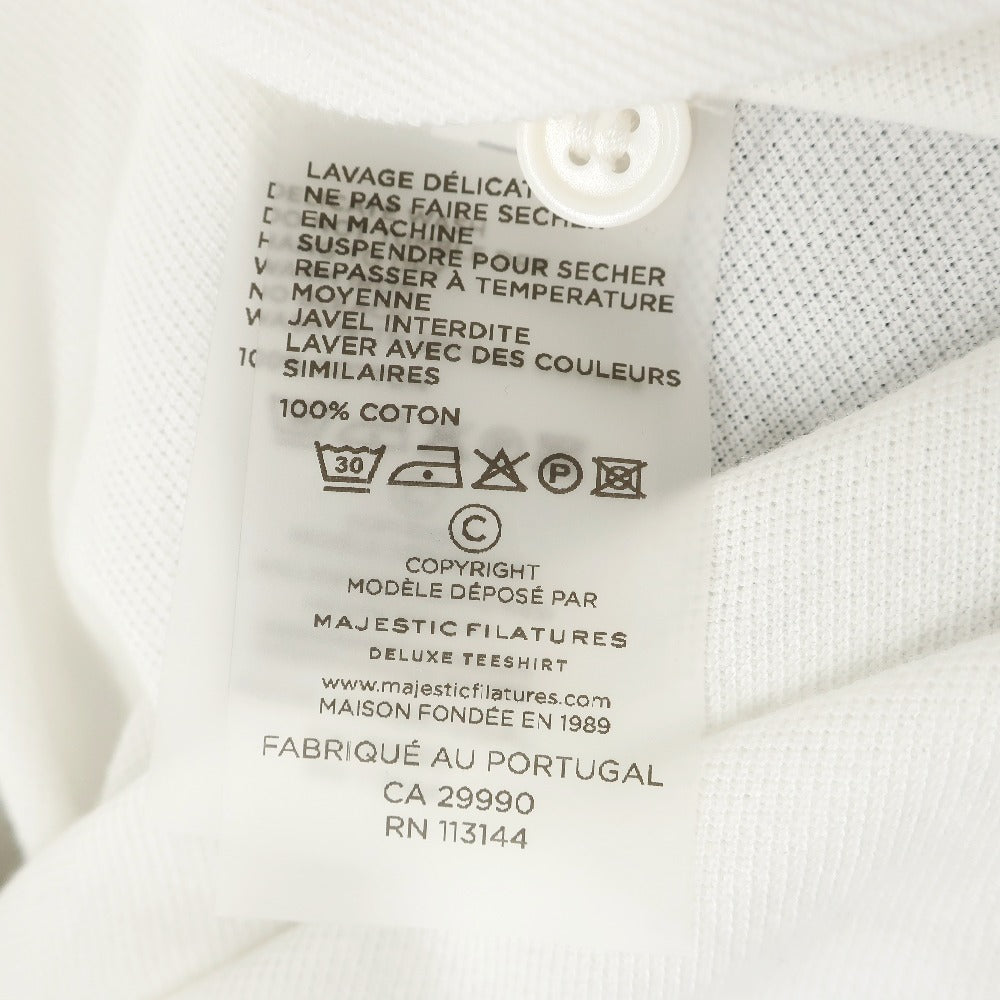 LAVAGE DÉLICAT
NE PAS FAIRE SECHE
EN MACHINE
SUSPENDRE POUR SECHER
REPASSER À TEMPERATURE
MOYENNE
JAVEL INTERDITE
LAVER AVEC DES COULEURS
SIMILAIRES
100% COTON
30 P
©
COPYRIGHT
MODÈLE DÉPOSÉ PAR
MAJESTIC FILATURES
DELUXE TEESHIRT
www.majesticfilatures.com
MAISON FONDÉE EN 1989
FABRIQUÉ AU PORTUGAL
CA 29990
RN 113144